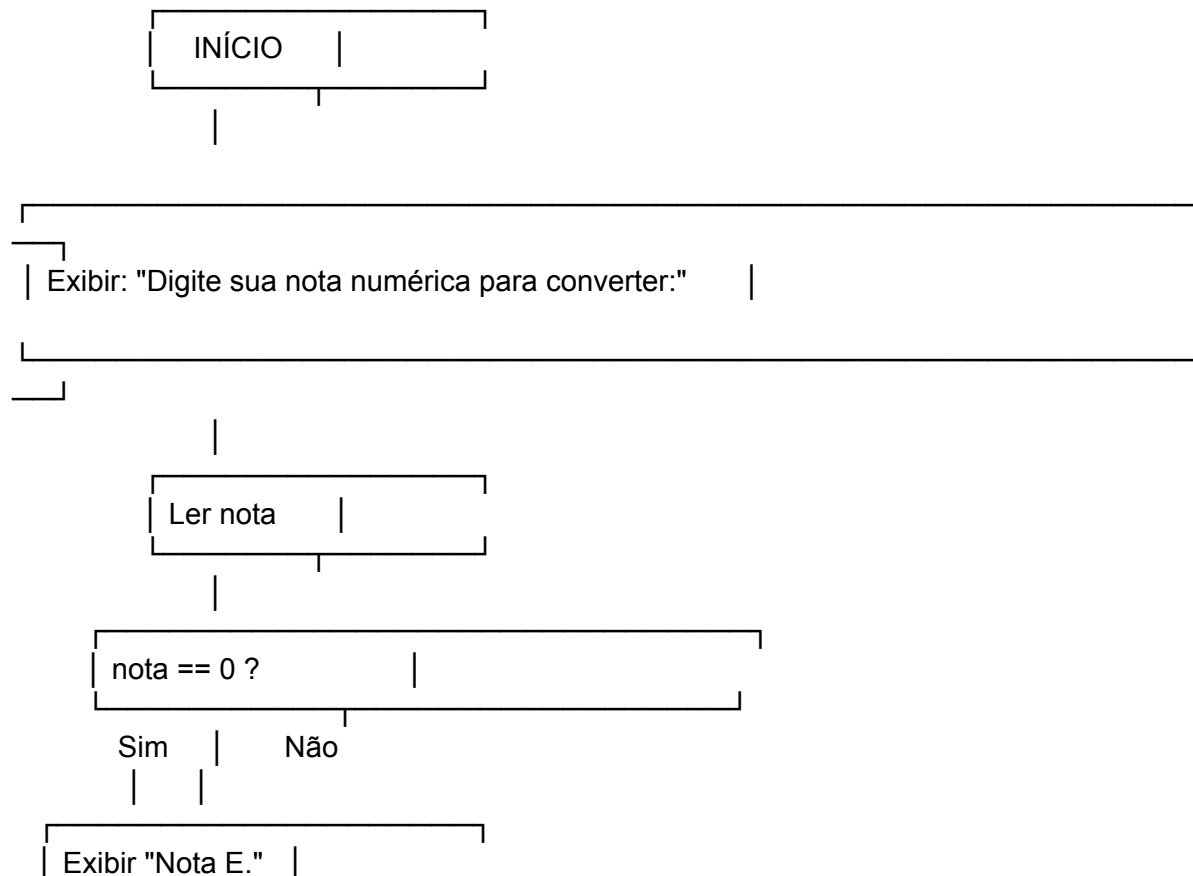 INÍCIO
Exibir: "Digite sua nota numérica para converter:"
Ler nota
nota == 0 ?
Sim Não
Exibir "Nota E."